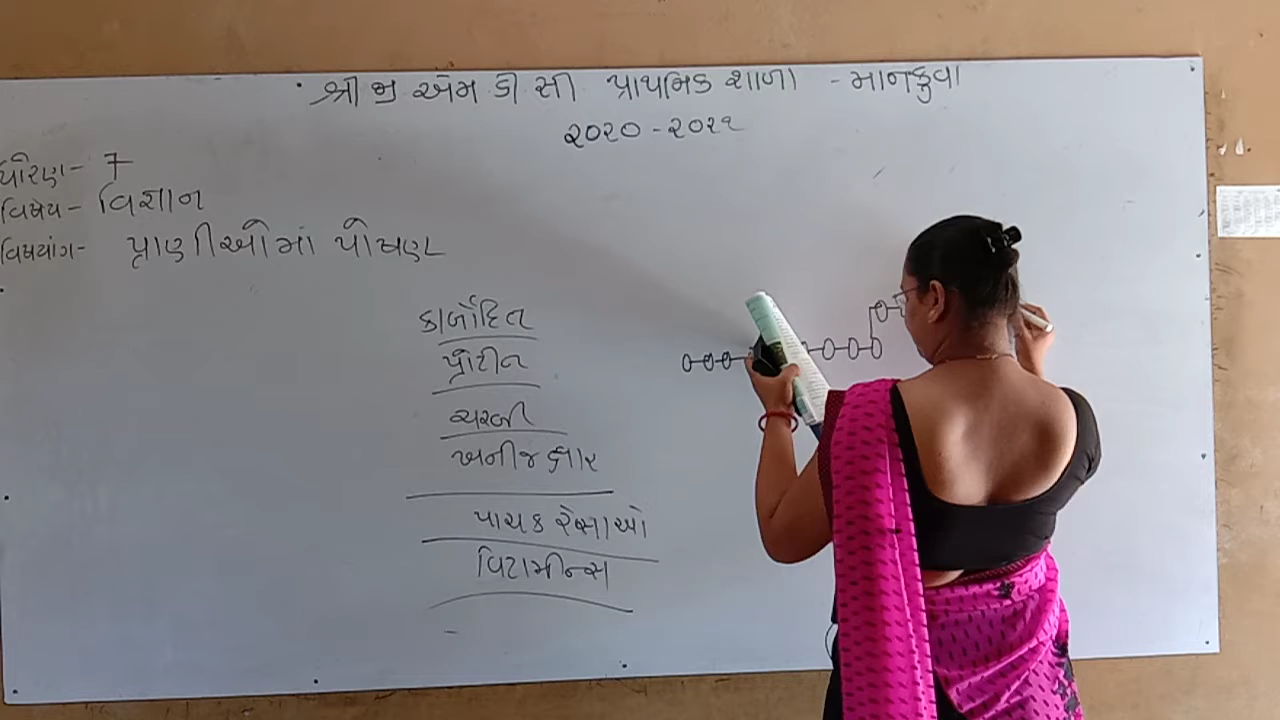 શ્રી જી એમ ડી સી પ્રાથમિક શાળા - માનકુવા
૨૦૨૦ - ૨૦૨૧
ધોરણ - 7
વિષય - વિજ્ઞાન
વિષયાંગ - પ્રાણીઓમાં પોષણ
કાર્બોદિત
પ્રોટીન
ચરબી
ખનીજ ક્ષાર
પાચક રેસાઓ
વિટામીન્સ